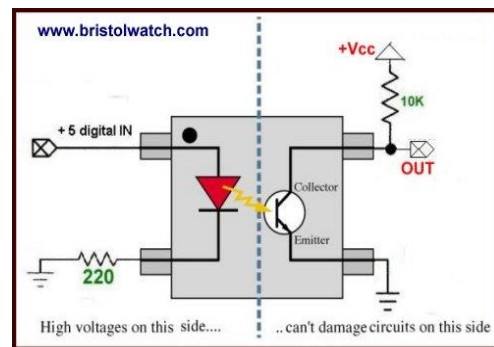 www.bristolwatch.com
+Vcc
10K
+ 5 digital IN
OUT
Collector
Emitter
220
High voltages on this side....
..can't damage circuits on this side